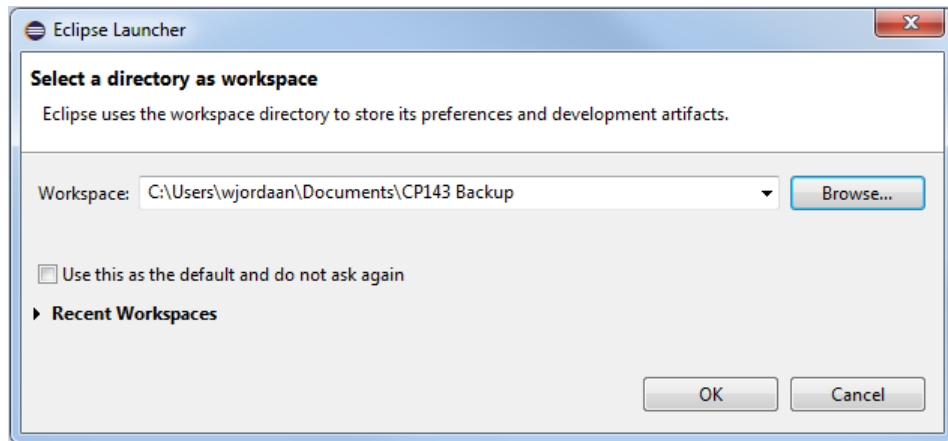 Eclipse Launcher
Select a directory as workspace
Eclipse uses the workspace directory to store its preferences and development artifacts.
Workspace: C:\Users\wjordaan\Documents\CP143 Backup Browse...
Use this as the default and do not ask again
Recent Workspaces
OK Cancel